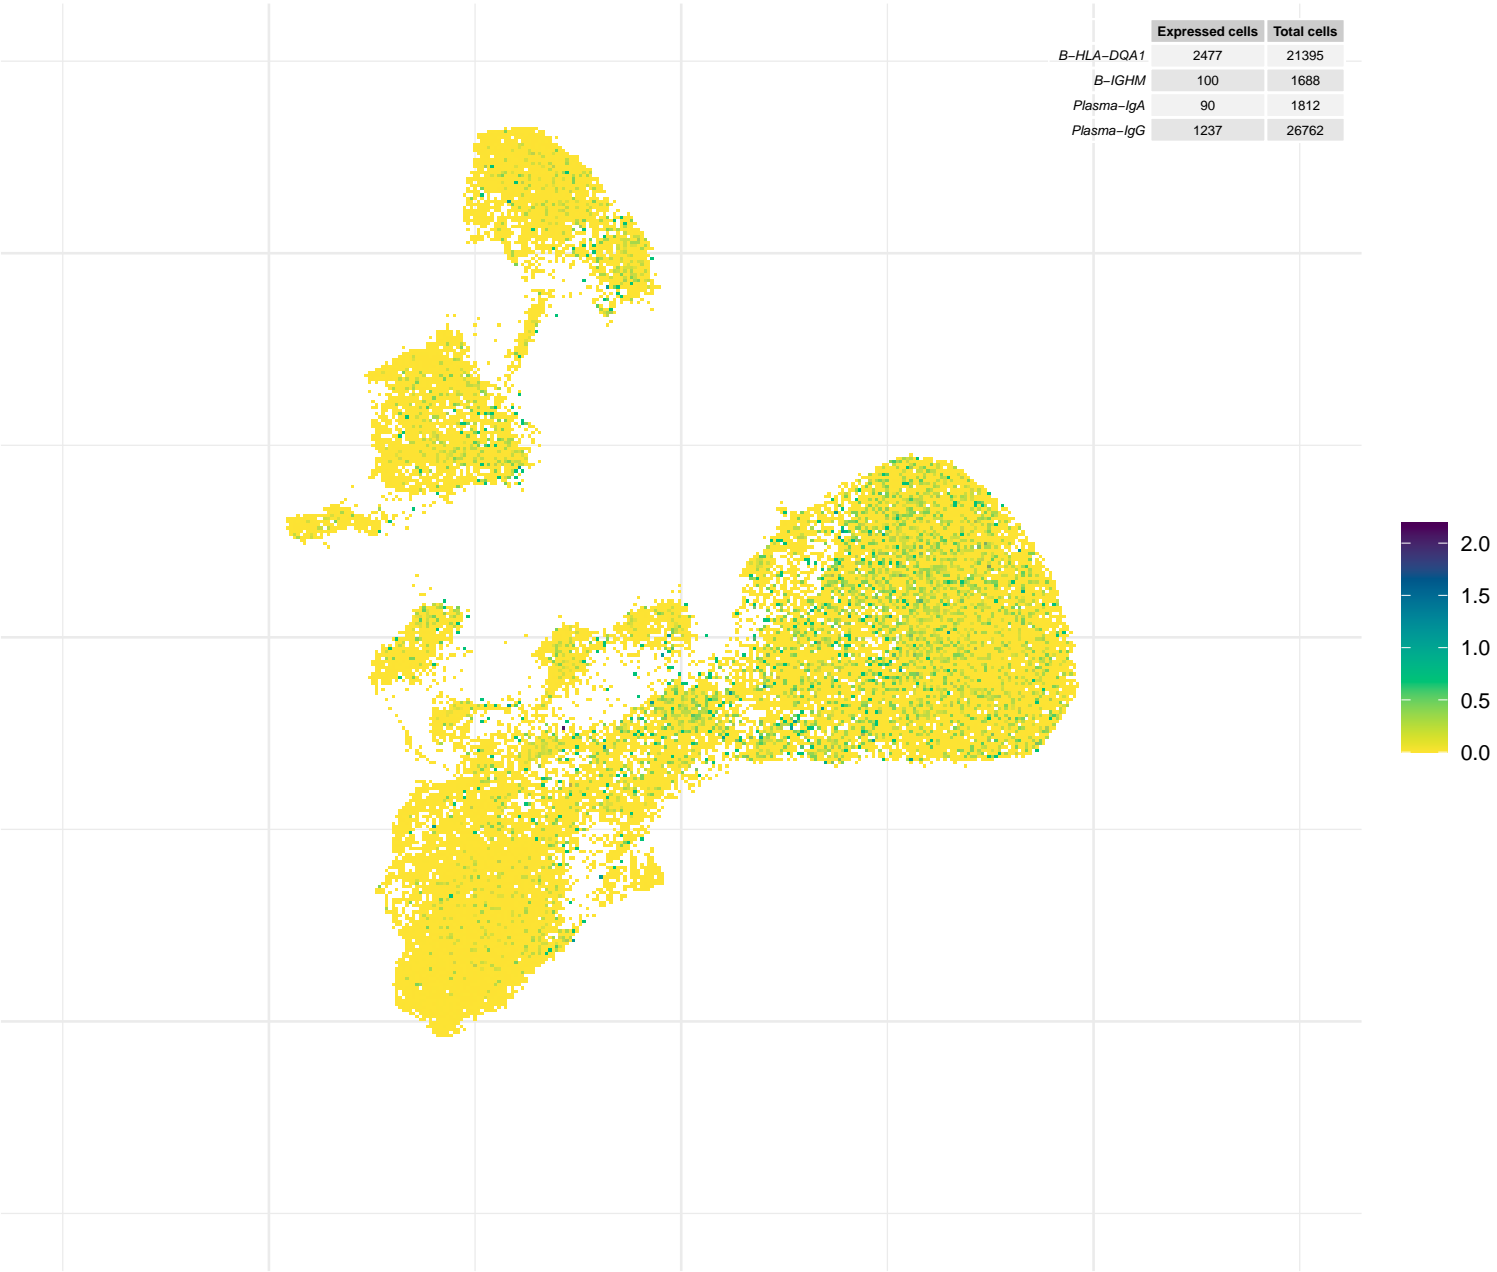 Expressed cells Total cells
B-HLA-DQA1 2477 21395
B-IGHM 100 1688
Plasma-IgA 90 1812
Plasma-IgG 1237 26762
2.0
1.5
1.0
0.5
0.0